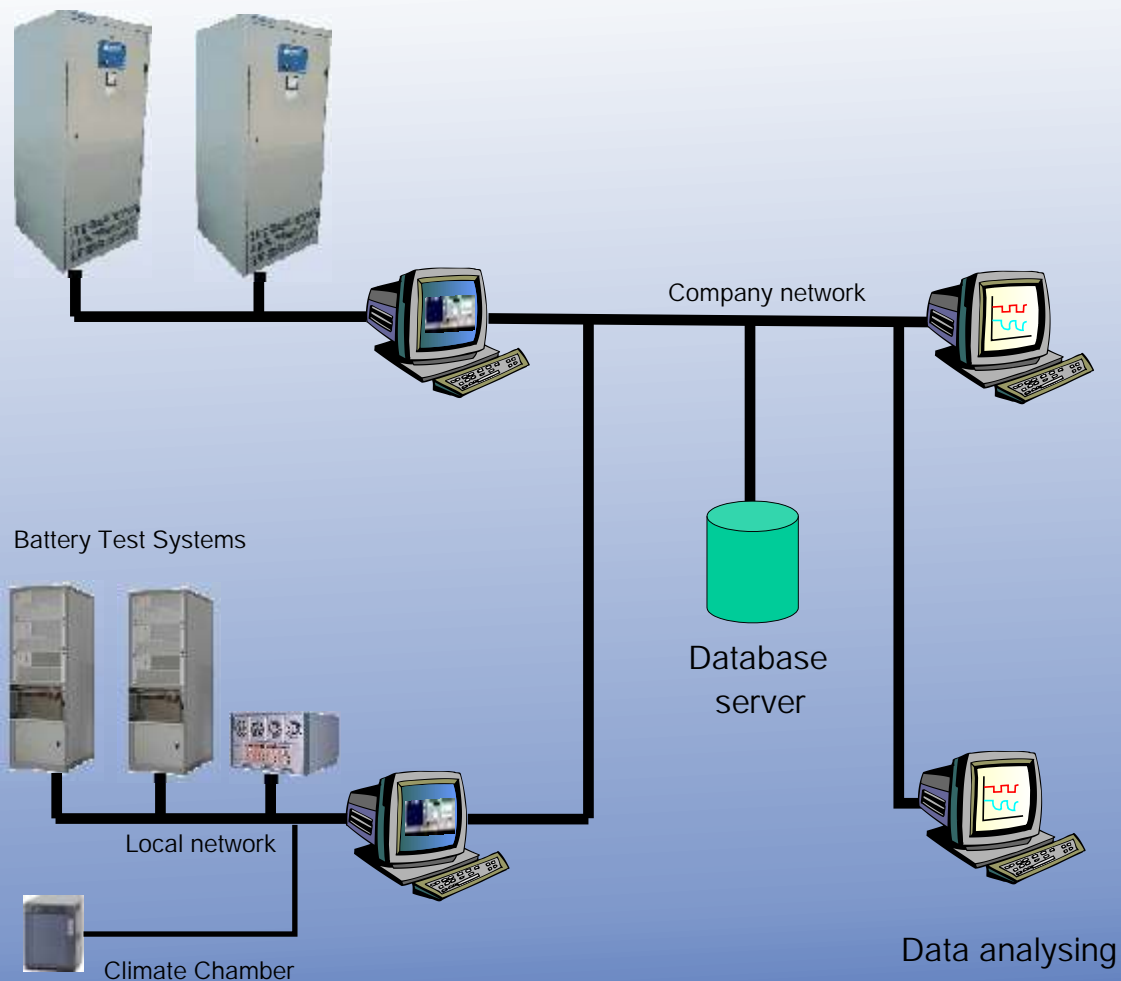 Company network
Battery Test Systems
Database
server
Local network
Climate Chamber
Data analysing